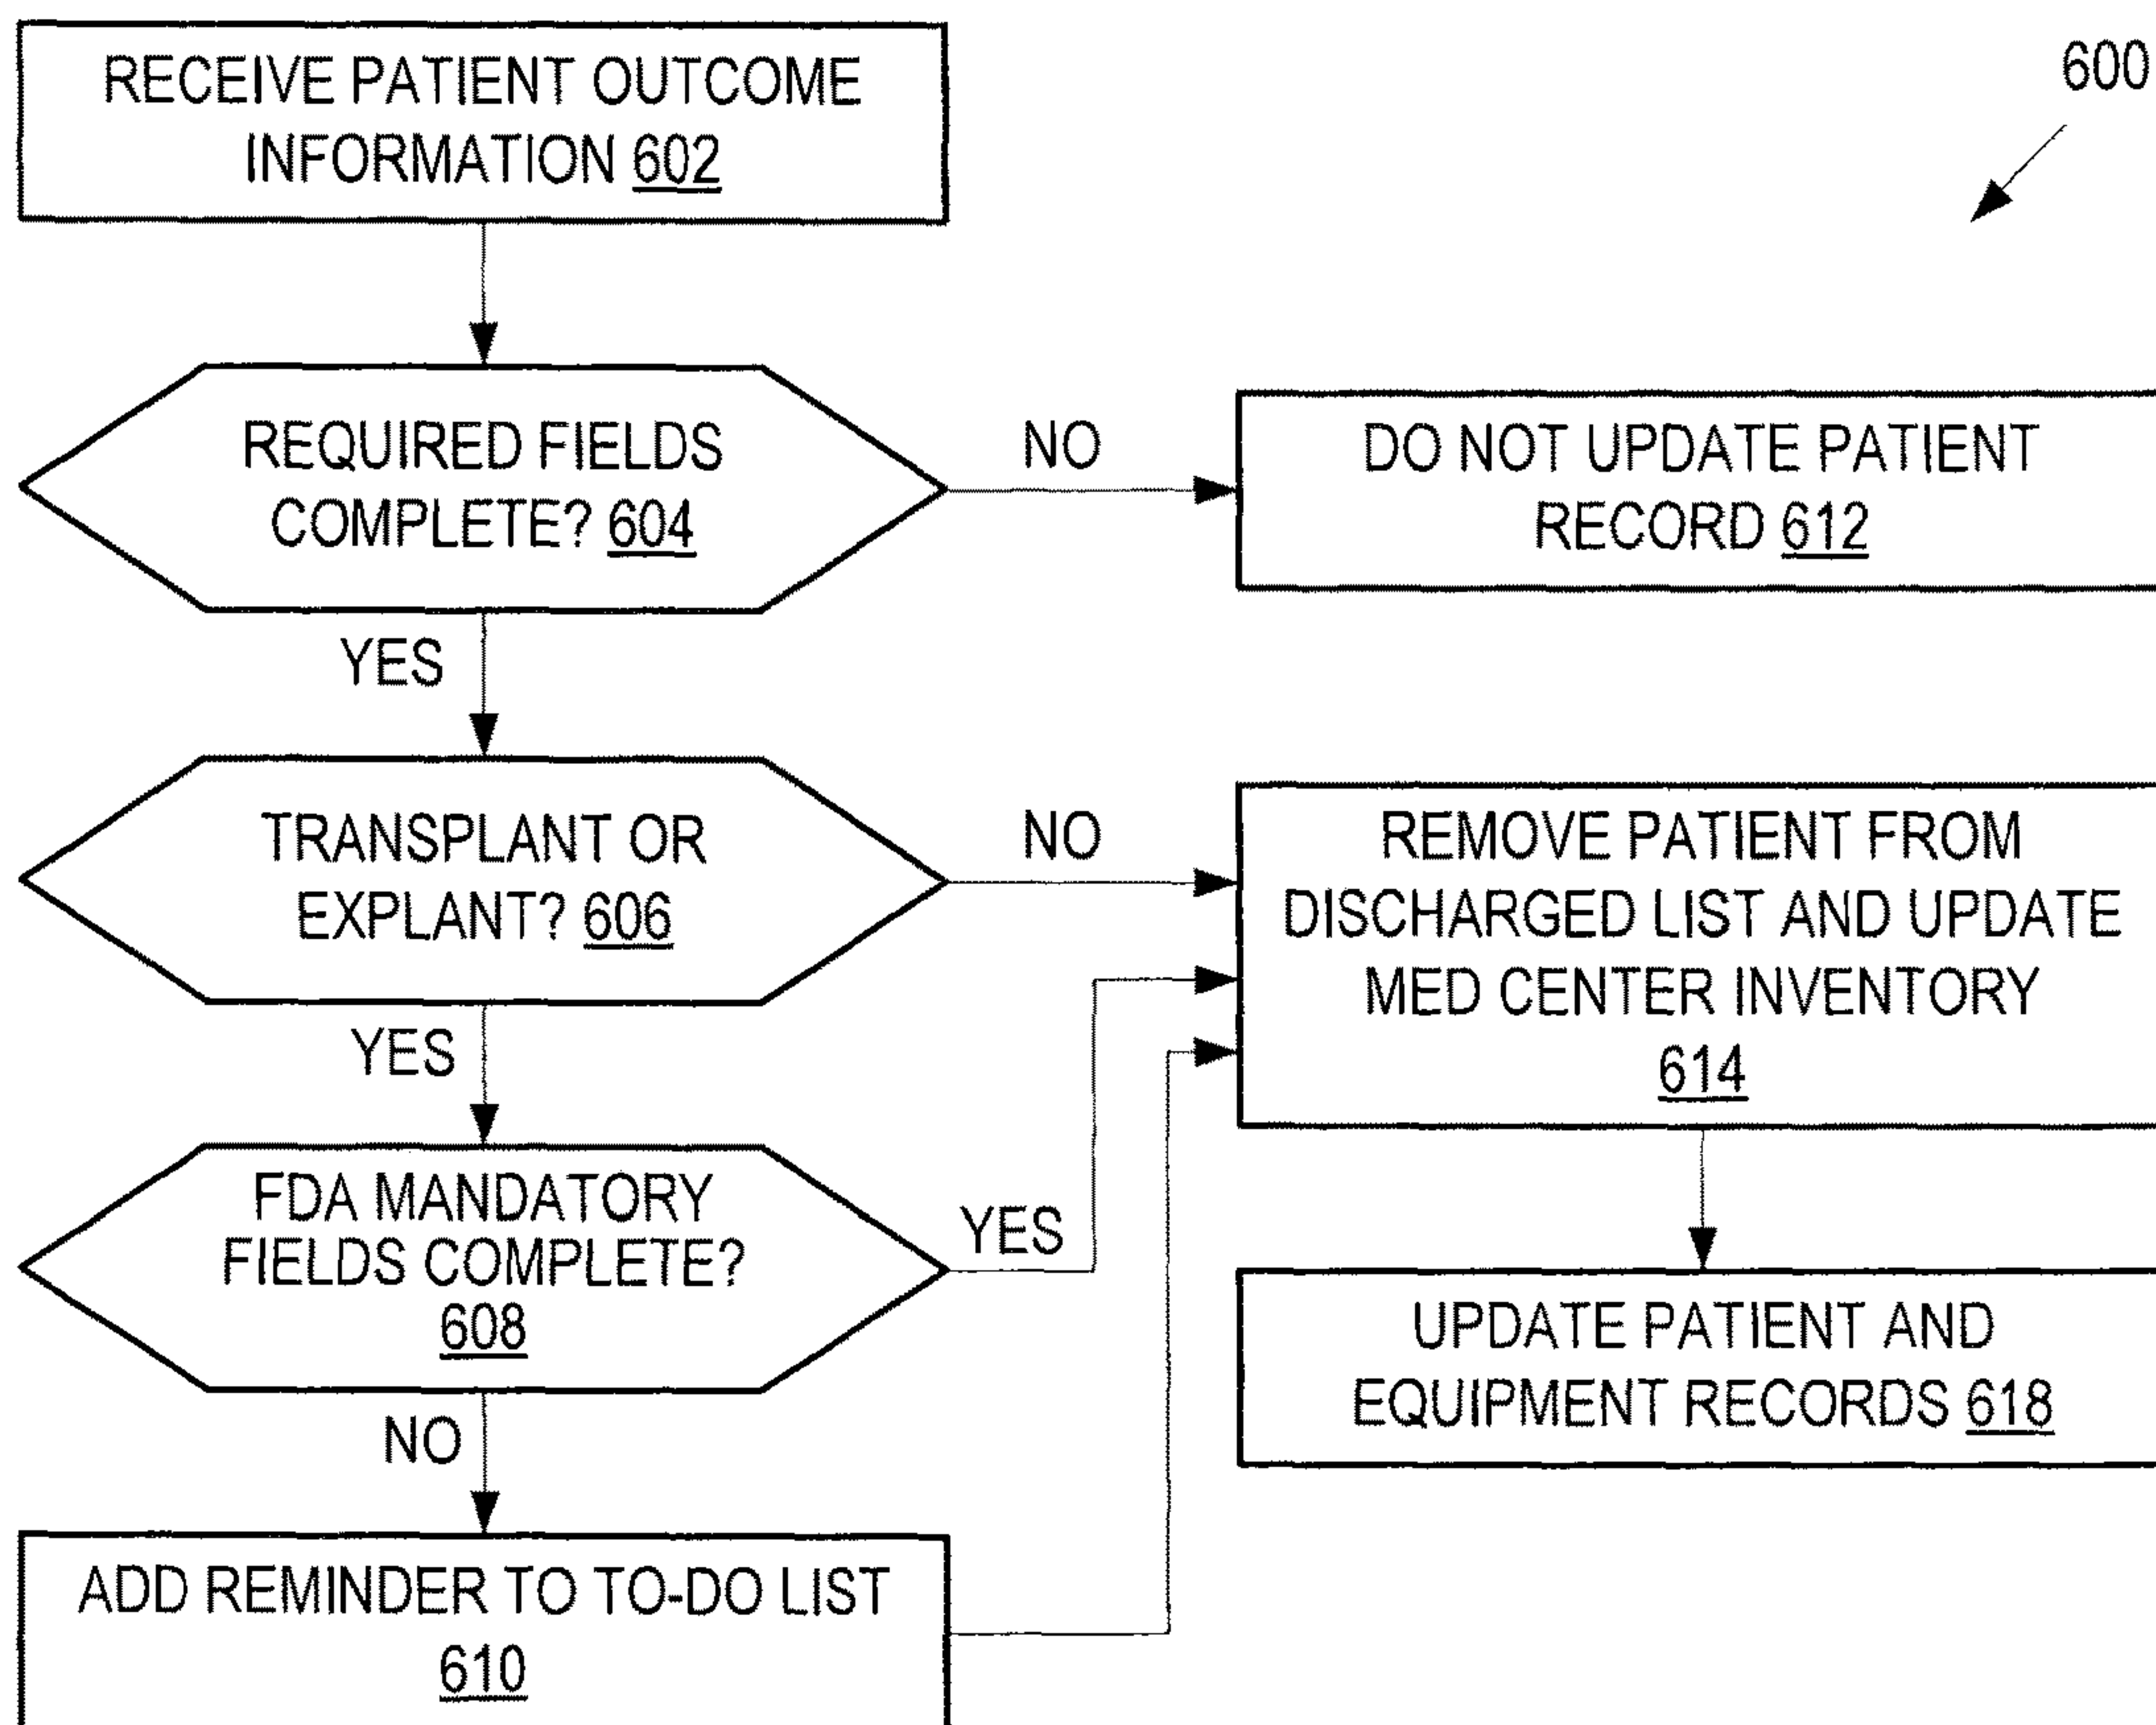 RECEIVE PATIENT OUTCOME
INFORMATION 602
600
REQUIRED FIELDS
COMPLETE? 604
NO
DO NOT UPDATE PATIENT
RECORD 612
YES
TRANSPLANT OR
EXPLANT? 606
NO
REMOVE PATIENT FROM
DISCHARGED LIST AND UPDATE
MED CENTER INVENTORY
614
YES
FDA MANDATORY
FIELDS COMPLETE?
608
YES
UPDATE PATIENT AND
EQUIPMENT RECORDS 618
NO
ADD REMINDER TO TO-DO LIST
610